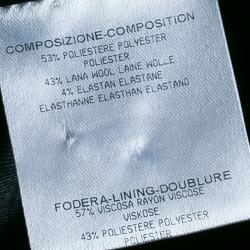 COMPOSIZIONE-COMPOSITION
53% POLIESTERE POLYESTER
POLIESTER
43% LANA WOOL LAINE WOLLE
4% ELASTAN ELASTANE
ELASTHANNE ELASTHAN ELASTANO
FODERA-LINING-DOUBLURE
57% VISCOSA RAYON VISCOSE
VISKOSE
43% POLIESTERE POLYESTER
POLIESTER